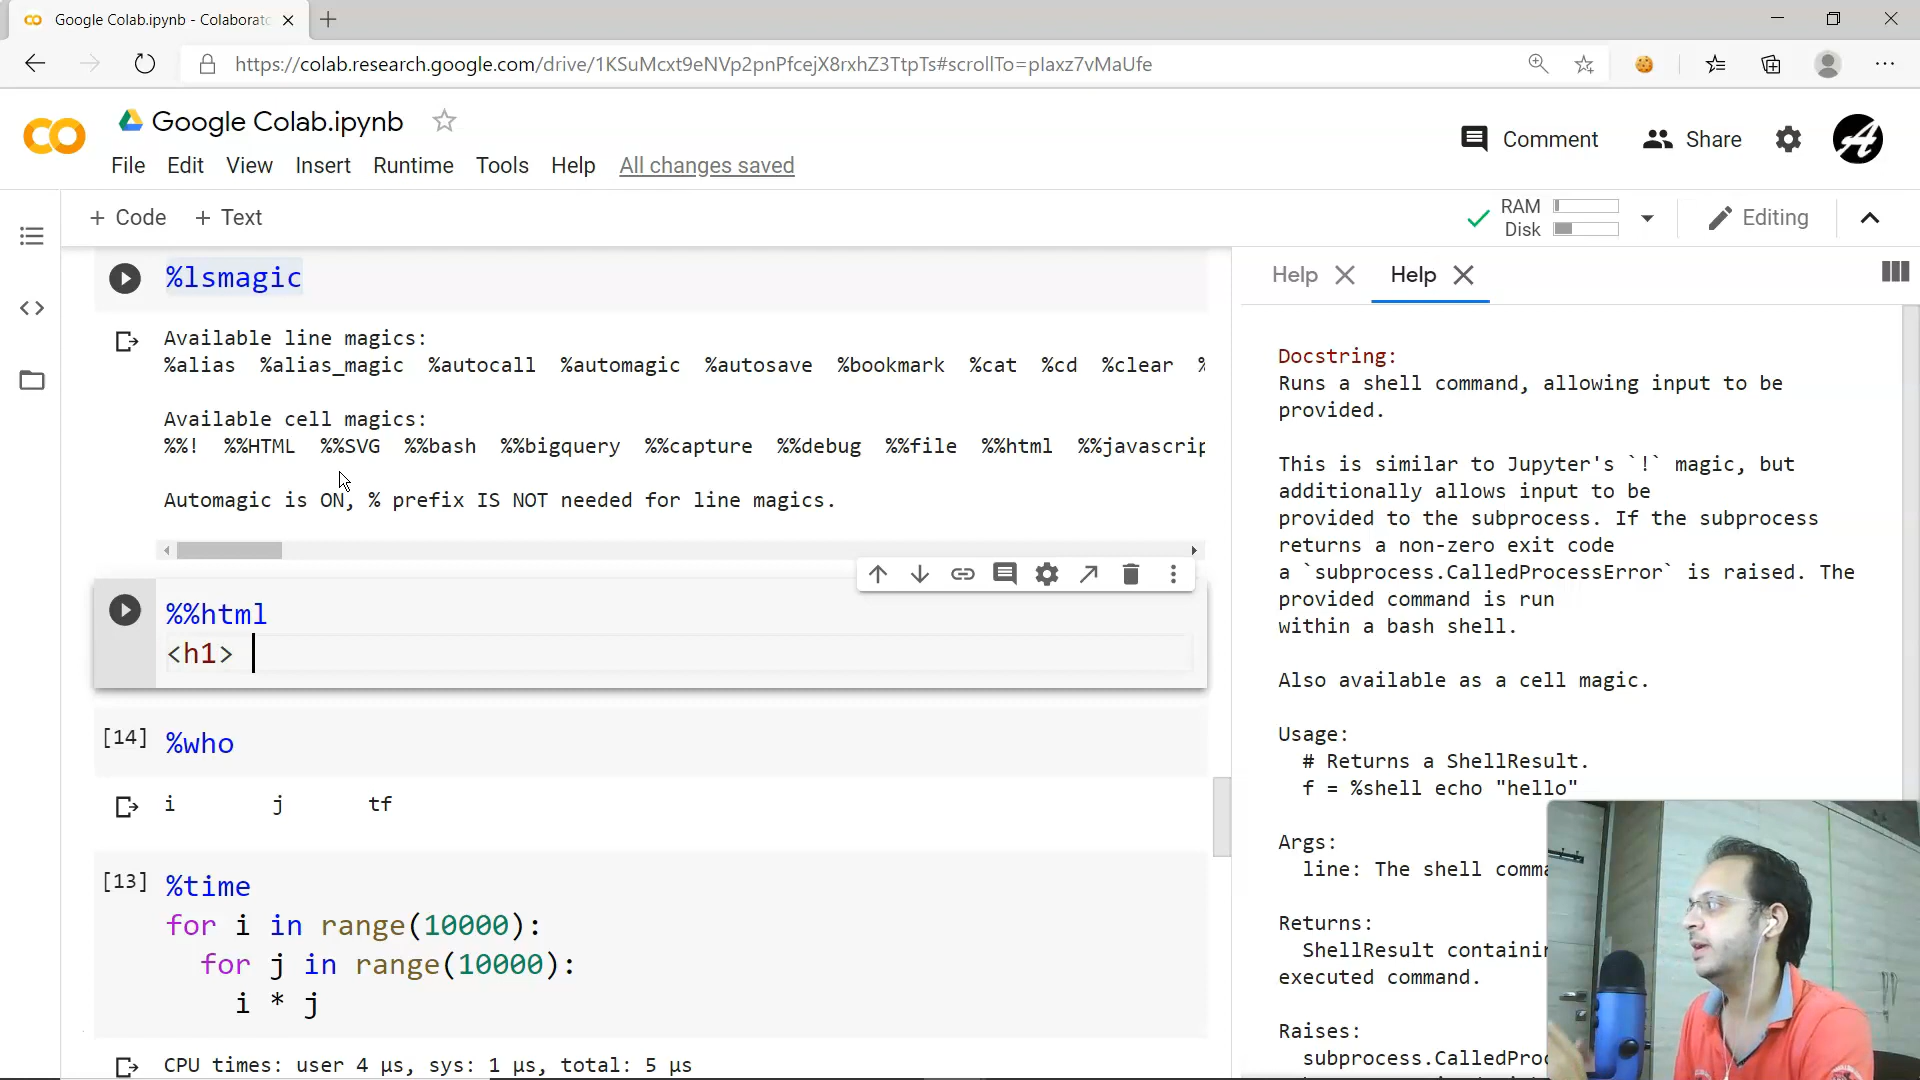 Google Colab.ipynb - Colaborato
https://colab.research.google.com/drive/1KSuMcxt9eNVp2pnPfcejX8rxhZ3TtpTs#scrollTo=pIaxz7vMaUfe
Google Colab.ipynb
Comment
Share
File Edit View Insert Runtime Tools Help All changes saved
+ Code + Text
RAM
Disk
Editing
%lsmagic
Available line magics:
%alias %alias_magic %autocall %automagic %autosave %bookmark %cat %cd %clear %
Available cell magics:
%%! %%HTML %%SVG %%bash %%bigquery %%capture %%debug %%file %%html %%javascrip
Automagic is ON, % prefix IS NOT needed for line magics.
%%html
<h1>
[14] %who
i j tf
[13] %time
for i in range(10000):
for j in range(10000):
i * j
CPU times: user 4 µs, sys: 1 µs, total: 5 µs
Help Help
Docstring:
Runs a shell command, allowing input to be
provided.
This is similar to Jupyter's `!` magic, but
additionally allows input to be
provided to the subprocess. If the subprocess
returns a non-zero exit code
a `subprocess.CalledProcessError` is raised. The
provided command is run
within a bash shell.
Also available as a cell magic.
Usage:
# Returns a ShellResult.
f = %shell echo "hello"
Args:
line: The shell comma
Returns:
ShellResult containin
executed command.
Raises:
subprocess.CalledProc